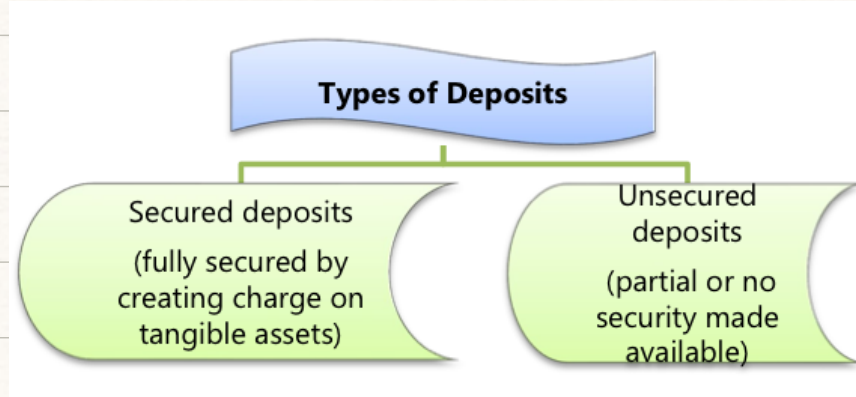 Types of Deposits
Secured deposits
(fully secured by
creating charge on
tangible assets)
Unsecured
deposits
(partial or no
security made
available)